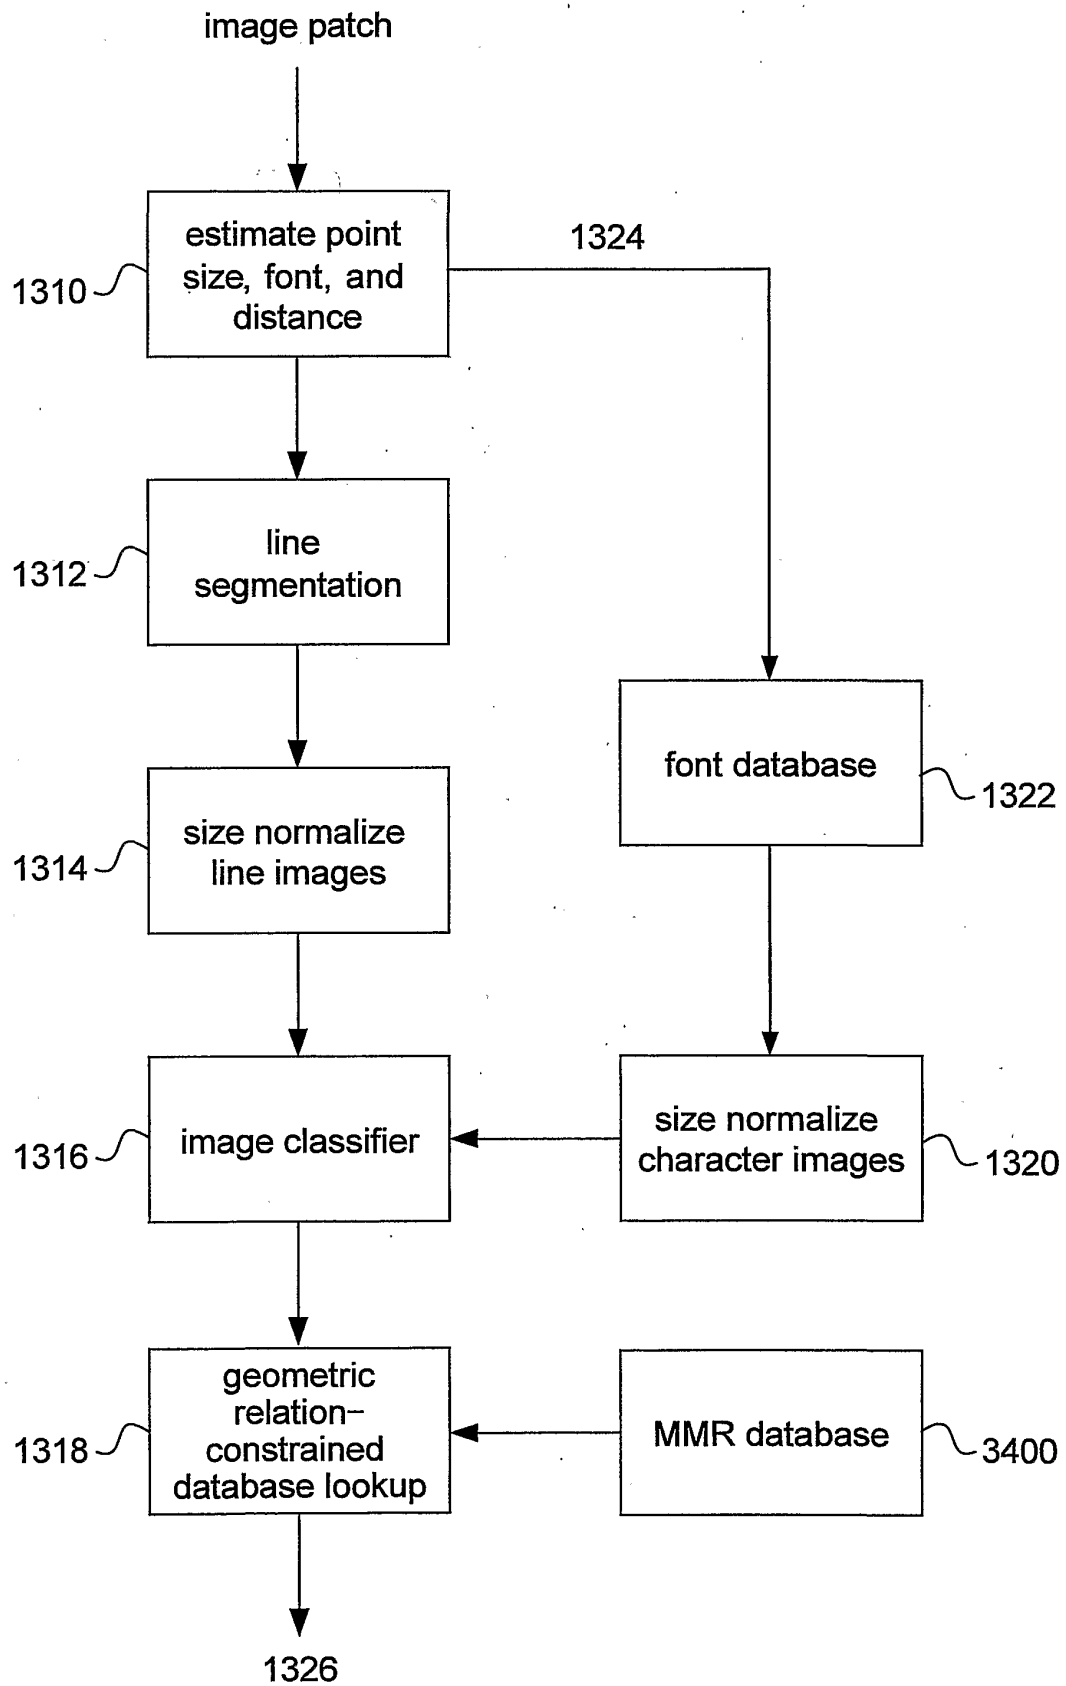 image patch
estimate point
size, font, and
distance
1310
1324
line
segmentation
1312
font database
1322
size normalize
line images
1314
image classifier
1316
size normalize
character images
1320
geometric
relation–
constrained
database lookup
1318
MMR database
3400
1326